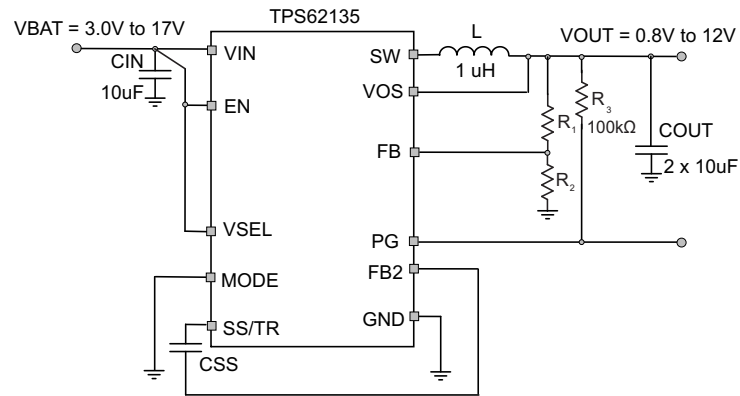 TPS62135
VBAT = 3.0V to 17V
VIN
CIN
10uF
EN
VSEL
MODE
SS/TR
CSS
SW
L
1 uH
VOUT = 0.8V to 12V
VOS
R1
R3
100kΩ
COUT
2 x 10uF
FB
R2
PG
FB2
GND